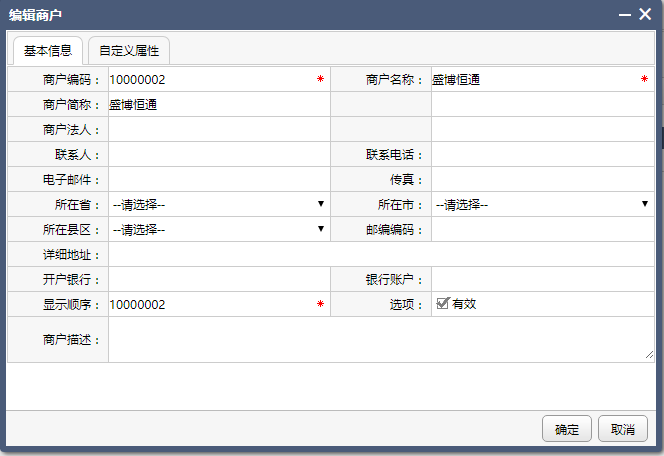 编辑商户
基本信息 自定义属性
商户编码： 10000002 * 商户名称： 盛博恒通 *
商户简称： 盛博恒通
商户法人：
联系人： 联系电话：
电子邮件： 传真：
所在省： --请选择-- 所在市： --请选择--
所在县区： --请选择-- 邮编编码：
详细地址：
开户银行： 银行账户：
显示顺序： 10000002 * 选项： 有效
商户描述：
确定 取消